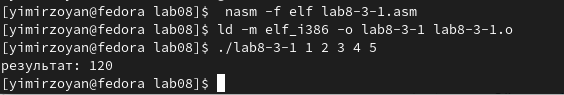 [yimirzoyan@fedora lab08]$  nasm -f elf lab8-3-1.asm
[yimirzoyan@fedora lab08]$ ld -m elf_i386 -o lab8-3-1 lab8-3-1.o
[yimirzoyan@fedora lab08]$ ./lab8-3-1 1 2 3 4 5
результат: 120
[yimirzoyan@fedora lab08]$